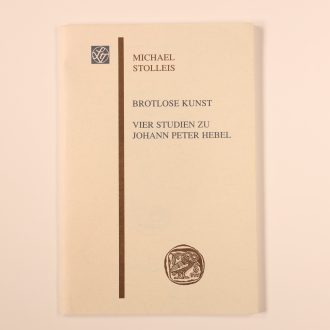 MICHAEL
STOLLEIS
BROTLOSE KUNST
VIER STUDIEN ZU
JOHANN PETER HEBEL